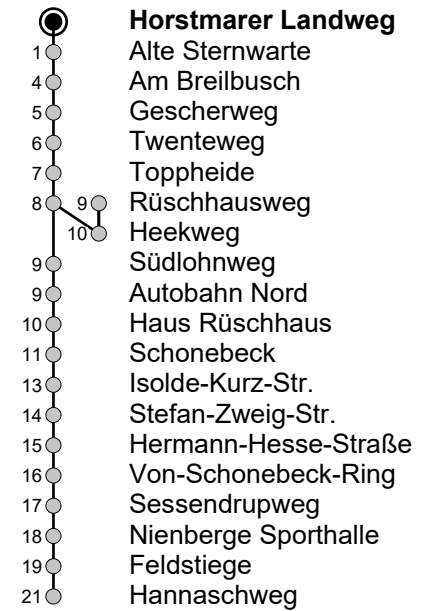 Horstmarer Landweg
1 Alte Sternwarte
4 Am Breilbusch
5 Gescherweg
6 Twenteweg
7 Toppheide
8 9 Rüschhausweg
10 Heekweg
9 Südlohnweg
9 Autobahn Nord
10 Haus Rüschhaus
11 Schonebeck
13 Isolde-Kurz-Str.
14 Stefan-Zweig-Str.
15 Hermann-Hesse-Straße
16 Von-Schonebeck-Ring
17 Sessendrupweg
18 Nienberge Sporthalle
19 Feldstiege
21 Hannaschweg